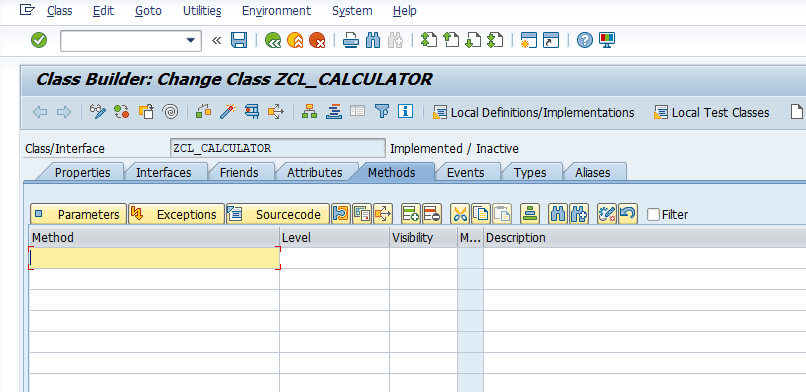 Class Edit Goto Utilities Environment System Help
Class Builder: Change Class ZCL_CALCULATOR
Local Definitions/Implementations Local Test Classes
Class/Interface ZCL_CALCULATOR Implemented / Inactive
Properties Interfaces Friends Attributes Methods Events Types Aliases
Parameters Exceptions Sourcecode Filter
Method Level Visibility M... Description